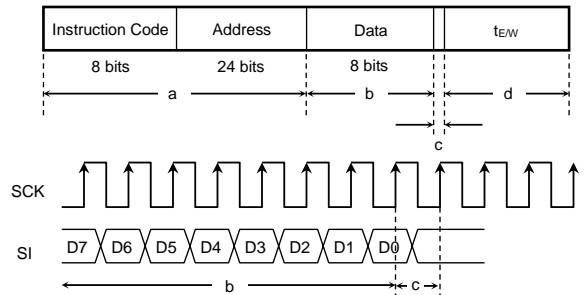 Instruction Code Address Data tE/W
8 bits 24 bits 8 bits
a b d
c
SCK
SI D7 D6 D5 D4 D3 D2 D1 D0
b c